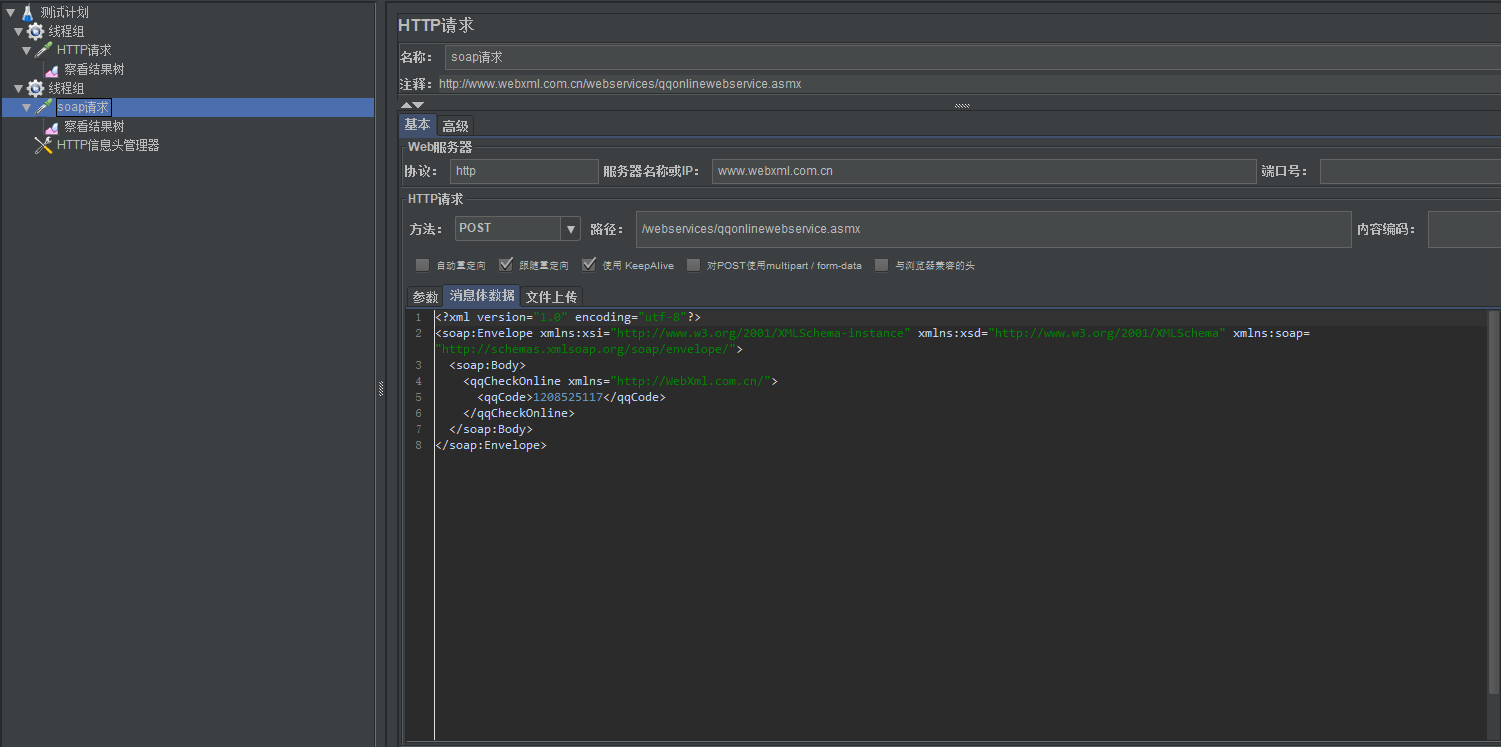 测试计划
线程组
HTTP请求
察看结果树
线程组
soap请求
察看结果树
HTTP信息头管理器
HTTP请求
名称： soap请求
注释： http://www.webxml.com.cn/webservices/qqonlinewebservice.asmx
基本 高级
Web服务器
协议： http 服务器名称或IP： www.webxml.com.cn 端口号：
HTTP请求
方法： POST 路径： /webservices/qqonlinewebservice.asmx 内容编码：
自动重定向 跟随重定向 使用 KeepAlive 对POST使用multipart / form-data 与浏览器兼容的头
参数 消息体数据 文件上传
1 <?xml version="1.0" encoding="utf-8"?>
2 <soap:Envelope xmlns:xsi="http://www.w3.org/2001/XMLSchema-instance" xmlns:xsd="http://www.w3.org/2001/XMLSchema" xmlns:soap=
"http://schemas.xmlsoap.org/soap/envelope/">
3 <soap:Body>
4 <qqCheckOnline xmlns="http://WebXml.com.cn/">
5 <qqCode>1208525117</qqCode>
6 </qqCheckOnline>
7 </soap:Body>
8 </soap:Envelope>